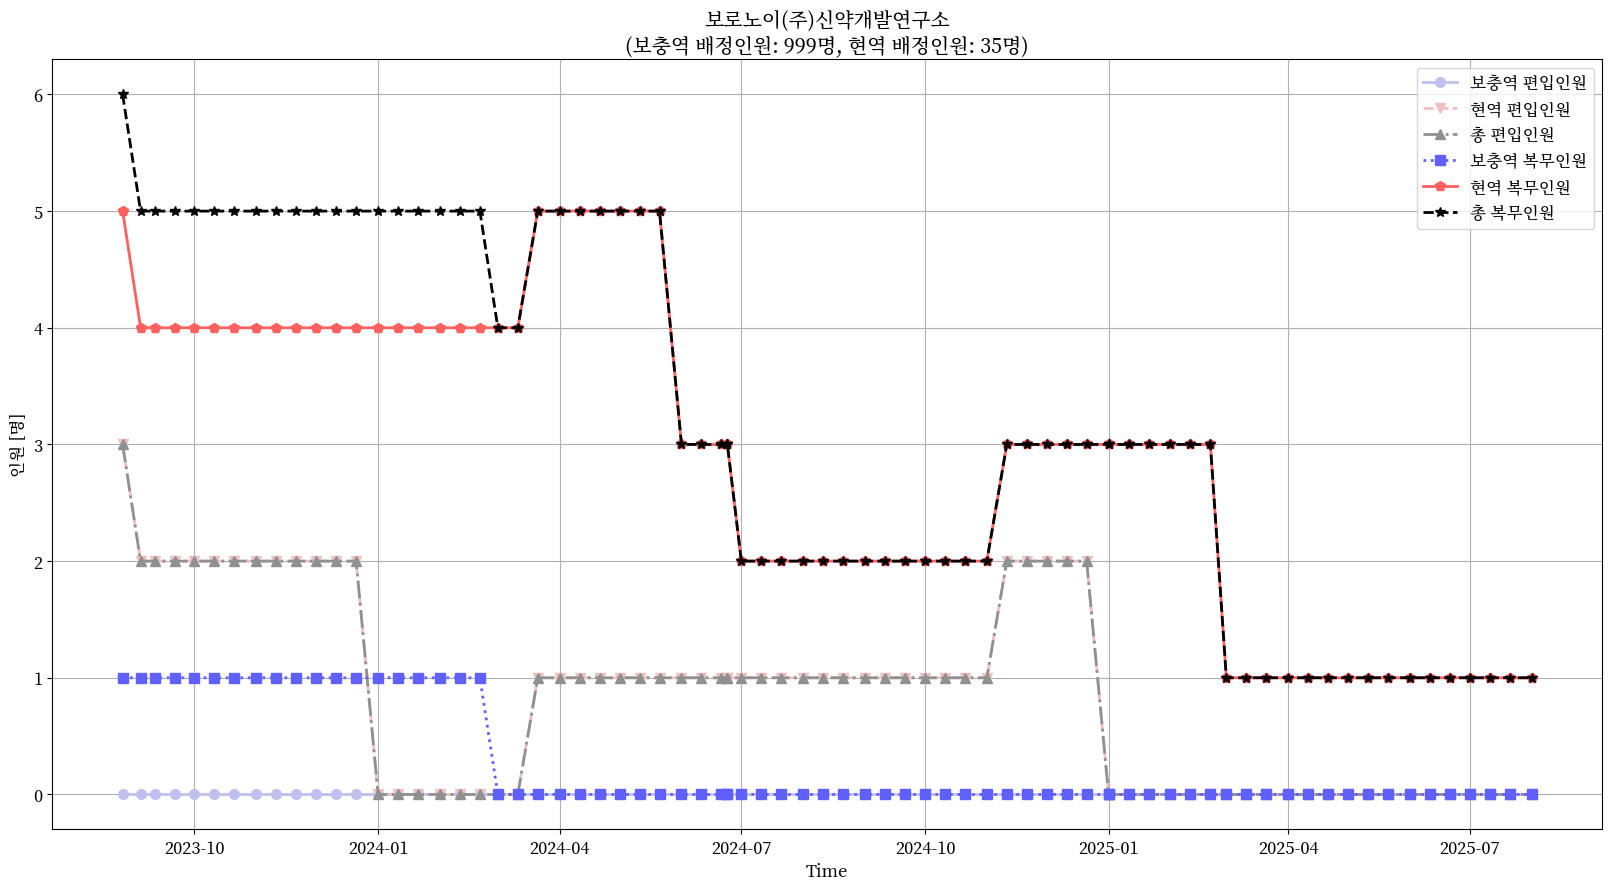 보로노이(주)신약개발연구소
(보충역 배정인원: 999명, 현역 배정인원: 35명)
보충역 편입인원
현역 편입인원
총 편입인원
보충역 복무인원
현역 복무인원
총 복무인원
인원 [명]
6
5
4
3
2
1
0
2023-10
2024-01
2024-04
2024-07
2024-10
2025-01
2025-04
2025-07
Time